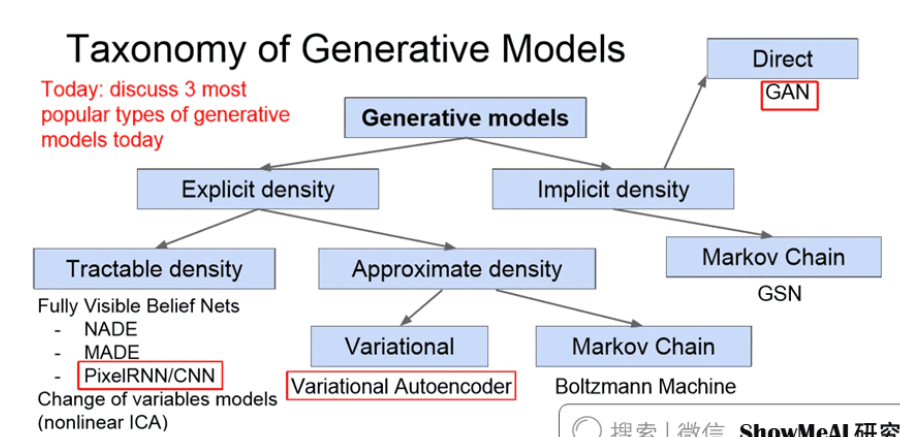 Taxonomy of Generative Models
Today: discuss 3 most
popular types of generative
models today
Direct
GAN
Generative models
Explicit density
Implicit density
Tractable density
Approximate density
Markov Chain
GSN
Fully Visible Belief Nets
- NADE
- MADE
- PixelRNN/CNN
Change of variables models
(nonlinear ICA)
Variational
Variational Autoencoder
Markov Chain
Boltzmann Machine
搜索 | 微信 ShowMeAI 研究